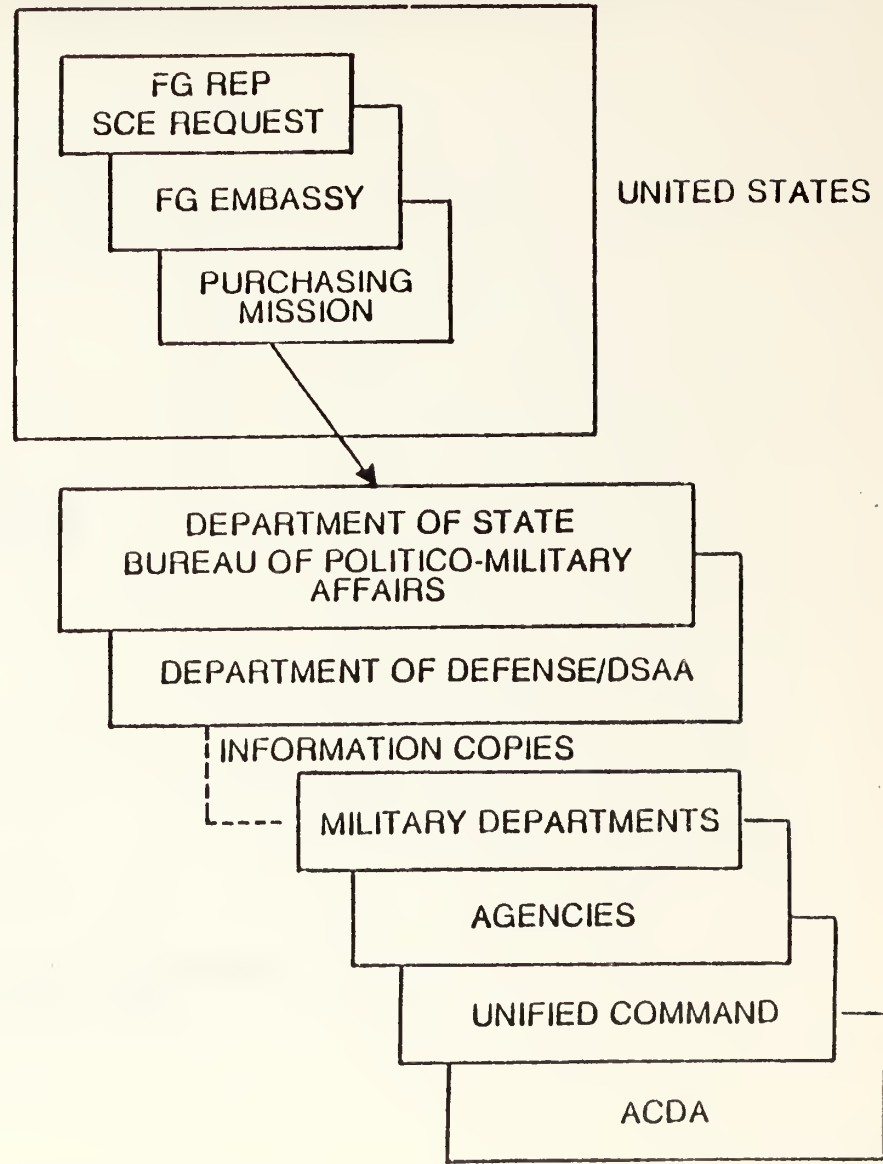 FG REP
SCE REQUEST
FG EMBASSY
PURCHASING
MISSION
UNITED STATES
DEPARTMENT OF STATE
BUREAU OF POLITICO-MILITARY
AFFAIRS
DEPARTMENT OF DEFENSE/DSAA
INFORMATION COPIES
MILITARY DEPARTMENTS
AGENCIES
UNIFIED COMMAND
ACDA